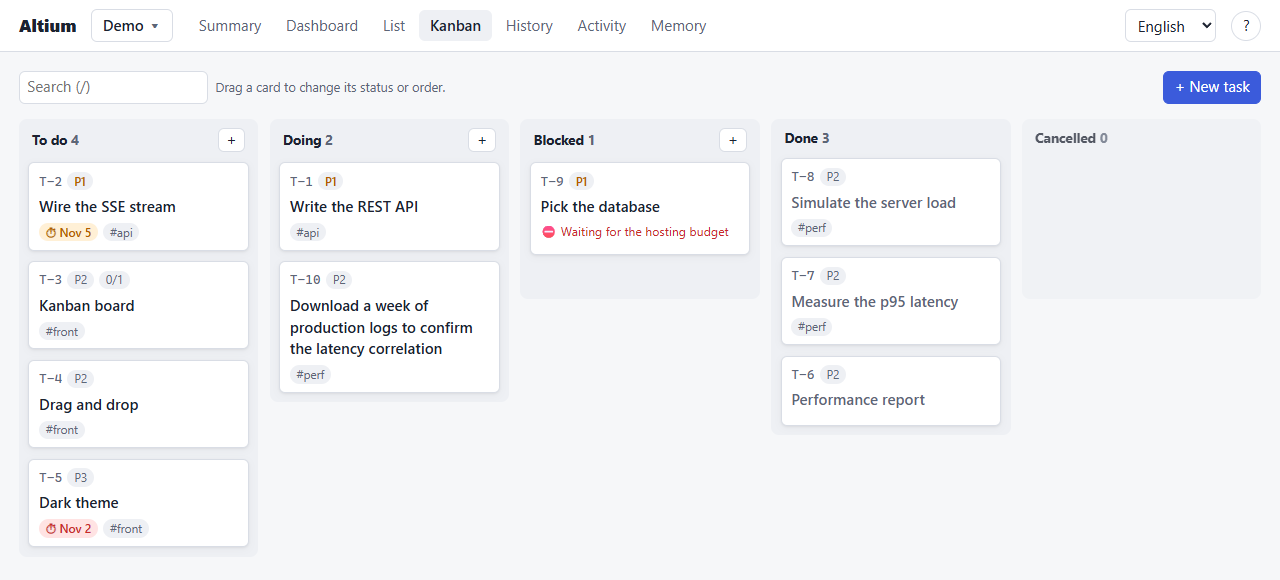 Altium Demo Summary Dashboard List Kanban History Activity Memory English ?
Search (/) Drag a card to change its status or order. + New task
To do 4 +
T-2 P1
Wire the SSE stream
Nov 5 #api
T-3 P2 0/1
Kanban board
#front
T-4 P2
Drag and drop
#front
T-5 P3
Dark theme
Nov 2 #front
Doing 2 +
T-1 P1
Write the REST API
#api
T-10 P2
Download a week of
production logs to confirm
the latency correlation
#perf
Blocked 1 +
T-9 P1
Pick the database
Waiting for the hosting budget
Done 3
T-8 P2
Simulate the server load
#perf
T-7 P2
Measure the p95 latency
#perf
T-6 P2
Performance report
Cancelled 0